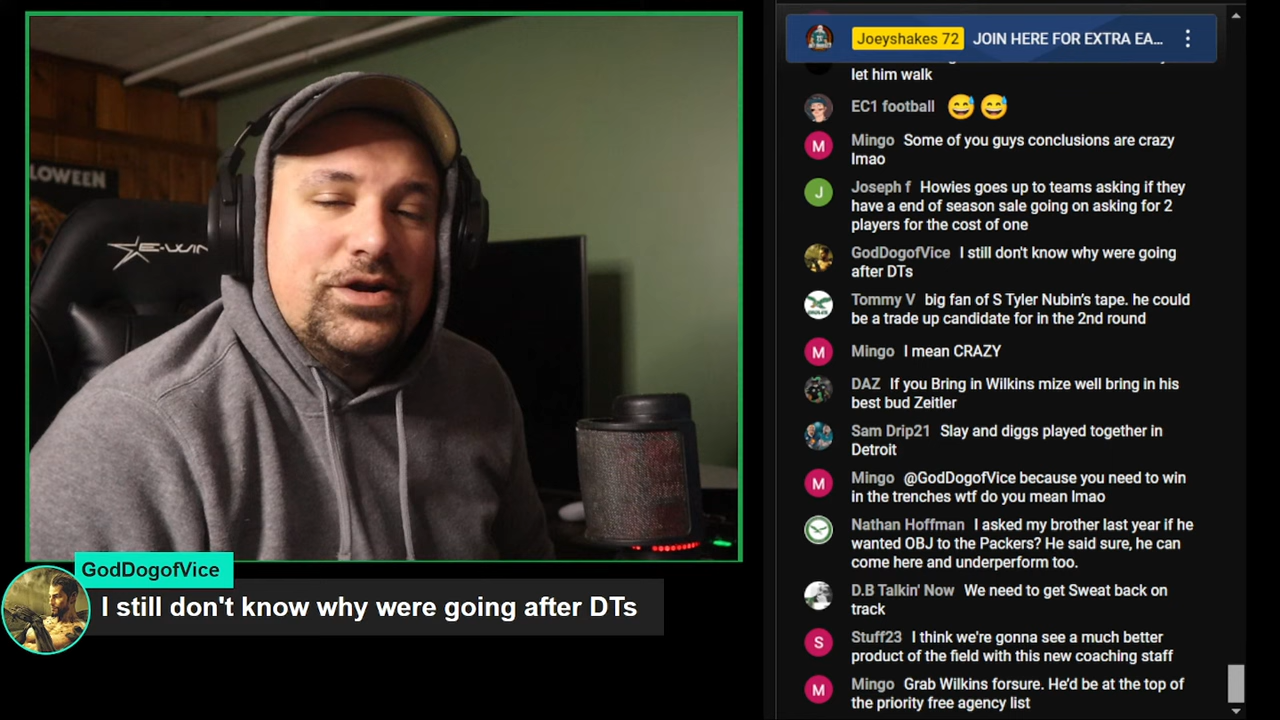 LOWEEN
E-WIN
GodDogofVice
I still don't know why were going after DTs
Joeyshakes 72 JOIN HERE FOR EXTRA EA...
let him walk
EC1 football 😅😅
Mingo Some of you guys conclusions are crazy
lmao
Joseph f Howies goes up to teams asking if they
have a end of season sale going on asking for 2
players for the cost of one
GodDogofVice I still don't know why were going
after DTs
Tommy V big fan of S Tyler Nubin's tape. he could
be a trade up candidate for in the 2nd round
Mingo I mean CRAZY
DAZ If you Bring in Wilkins mize well bring in his
best bud Zeitler
Sam Drip21 Slay and diggs played together in
Detroit
Mingo @GodDogofVice because you need to win
in the trenches wtf do you mean lmao
Nathan Hoffman I asked my brother last year if he
wanted OBJ to the Packers? He said sure, he can
come here and underperform too.
D.B Talkin' Now We need to get Sweat back on
track
Stuff23 I think we're gonna see a much better
product of the field with this new coaching staff
Mingo Grab Wilkins forsure. He'd be at the top of
the priority free agency list